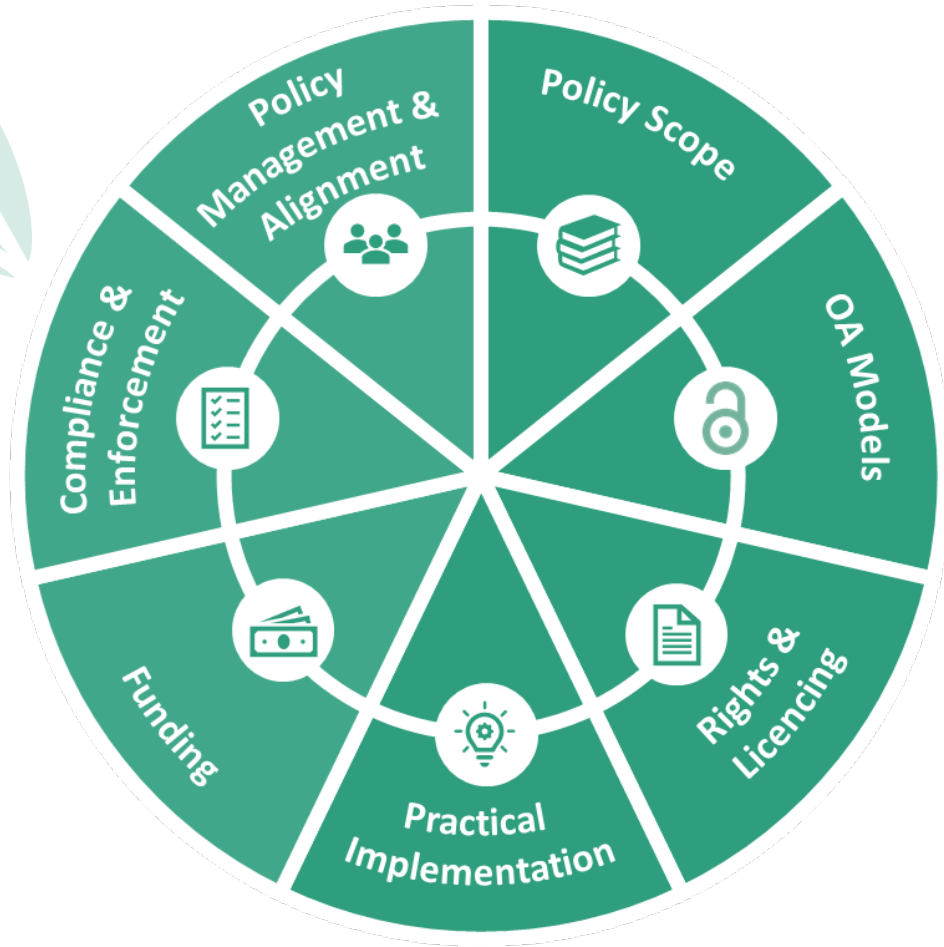 Policy Scope
OA Models
Rights &
Licencing
Practical
Implementation
Funding
Compliance &
Enforcement
Policy
Management &
Alignment